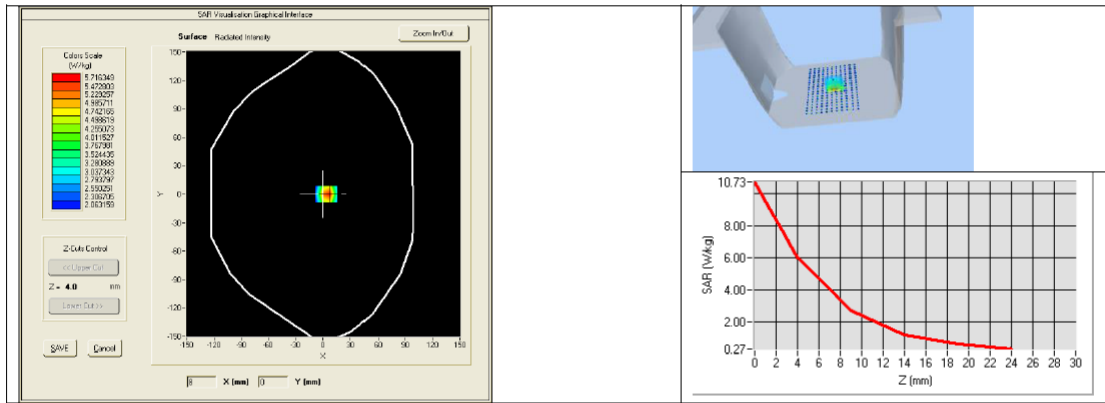 SAR Visualisation Graphical Interface
Surface Radiated Intensity
Zoom In/Out
Colors Scale
(W/kg)
5.716349
5.472803
5.229257
4.985711
4.742165
4.498619
4.255073
4.011527
3.767981
3.524435
3.280889
3.037343
2.793797
2.550251
2.306705
2.063159
Z-Cuts Control
<< Upper Cut
Z = 4.0 mm
Lower Cut >>
SAVE Cancel
150
120
90
60
30
0
-30
-60
-90
-120
-150
Y
-150 -120 -90 -60 -30 0 30 60 90 120 150
X
8 X (mm) 0 Y (mm)
10.73
8.00
6.00
4.00
2.00
0.27
SAR (W/kg)
0 2 4 6 8 10 12 14 16 18 20 22 24 26 28 30
Z (mm)